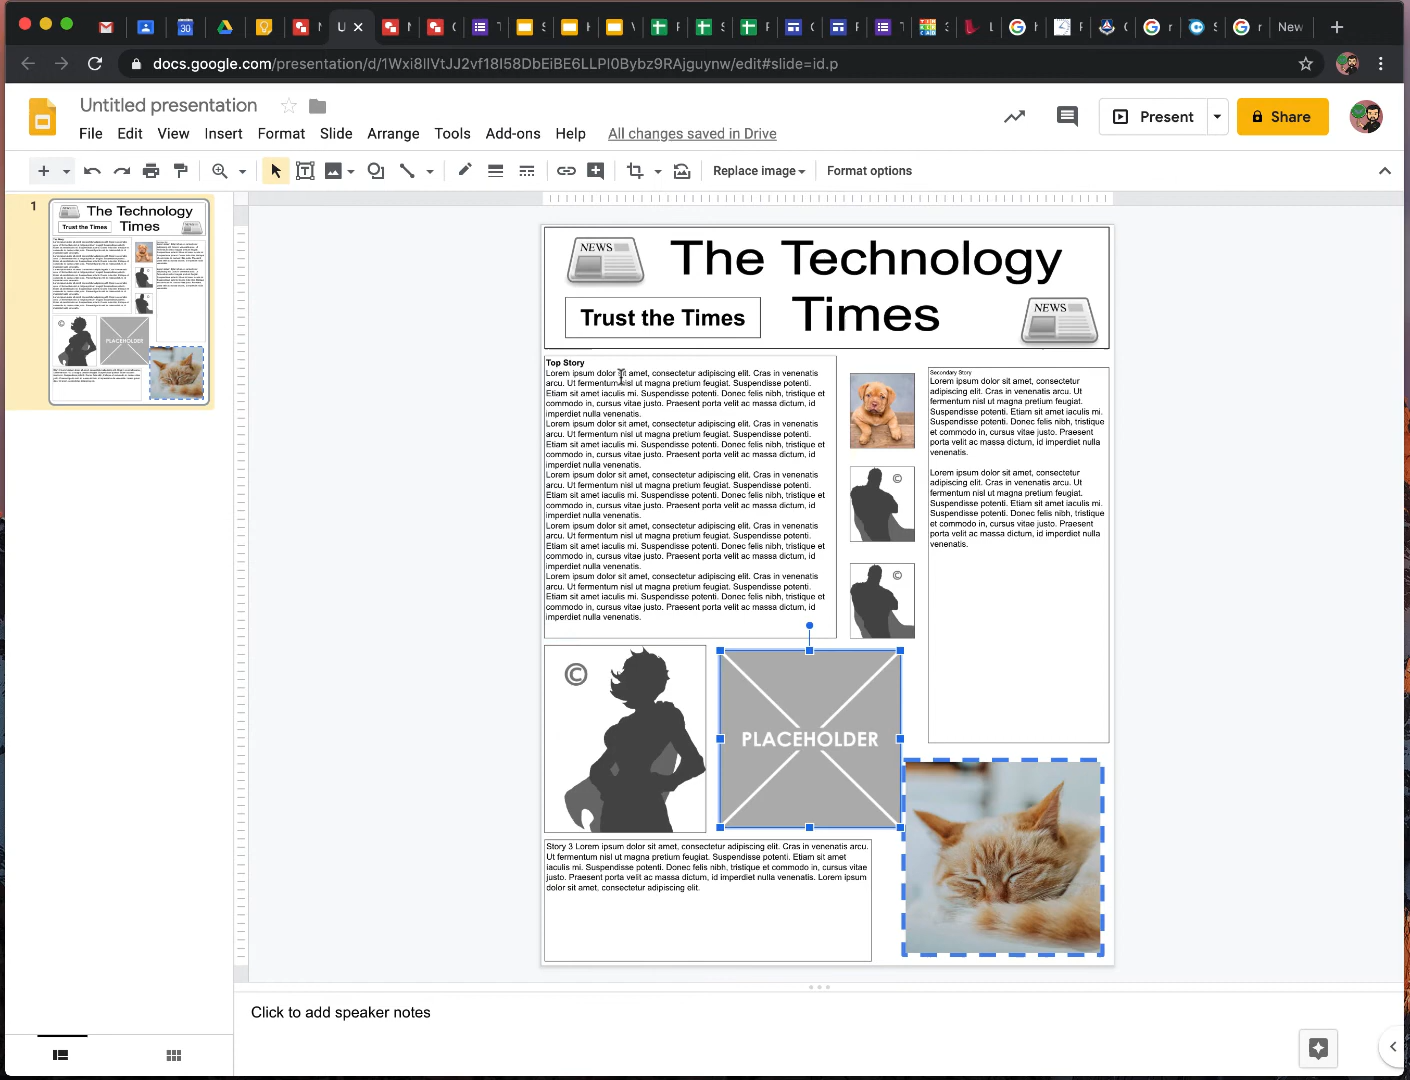 30
U
S
V
F
New
docs.google.com/presentation/d/1Wxi8llVtJJ2vf18I58DbEiBE6LLPI0Bybz9RAjguynw/edit#slide=id.p
Untitled presentation
File Edit View Insert Format Slide Arrange Tools Add-ons Help All changes saved in Drive
Present
Share
Replace image
Format options
1
The Technology
Times
Trust the Times
NEWS
The Technology
Trust the Times
Times
NEWS
Top Story
Lorem ipsum dolor sit amet, consectetur adipiscing elit. Cras in venenatis
arcu. Ut fermentum nisl ut magna pretium feugiat. Suspendisse potenti.
Etiam sit amet iaculis mi. Suspendisse potenti. Donec felis nibh, tristique et
commodo in, cursus vitae justo. Praesent porta velit ac massa dictum, id
imperdiet nulla venenatis.
Lorem ipsum dolor sit amet, consectetur adipiscing elit. Cras in venenatis
arcu. Ut fermentum nisl ut magna pretium feugiat. Suspendisse potenti.
Etiam sit amet iaculis mi. Suspendisse potenti. Donec felis nibh, tristique et
commodo in, cursus vitae justo. Praesent porta velit ac massa dictum, id
imperdiet nulla venenatis.
Lorem ipsum dolor sit amet, consectetur adipiscing elit. Cras in venenatis
arcu. Ut fermentum nisl ut magna pretium feugiat. Suspendisse potenti.
Etiam sit amet iaculis mi. Suspendisse potenti. Donec felis nibh, tristique et
commodo in, cursus vitae justo. Praesent porta velit ac massa dictum, id
imperdiet nulla venenatis.
Lorem ipsum dolor sit amet, consectetur adipiscing elit. Cras in venenatis
arcu. Ut fermentum nisl ut magna pretium feugiat. Suspendisse potenti.
Etiam sit amet iaculis mi. Suspendisse potenti. Donec felis nibh, tristique et
commodo in, cursus vitae justo. Praesent porta velit ac massa dictum, id
imperdiet nulla venenatis.
Lorem ipsum dolor sit amet, consectetur adipiscing elit. Cras in venenatis
arcu. Ut fermentum nisl ut magna pretium feugiat. Suspendisse potenti.
Etiam sit amet iaculis mi. Suspendisse potenti. Donec felis nibh, tristique et
commodo in, cursus vitae justo. Praesent porta velit ac massa dictum, id
imperdiet nulla venenatis.
©
©
Secondary Story
Lorem ipsum dolor sit amet, consectetur
adipiscing elit. Cras in venenatis arcu. Ut
fermentum nisl ut magna pretium feugiat.
Suspendisse potenti. Etiam sit amet iaculis mi.
Suspendisse potenti. Donec felis nibh, tristique
et commodo in, cursus vitae justo. Praesent
porta velit ac massa dictum, id imperdiet nulla
venenatis.
Lorem ipsum dolor sit amet, consectetur
adipiscing elit. Cras in venenatis arcu. Ut
fermentum nisl ut magna pretium feugiat.
Suspendisse potenti. Etiam sit amet iaculis mi.
Suspendisse potenti. Donec felis nibh, tristique
et commodo in, cursus vitae justo. Praesent
porta velit ac massa dictum, id imperdiet nulla
venenatis.
©
PLACEHOLDER
Story 3 Lorem ipsum dolor sit amet, consectetur adipiscing elit. Cras in venenatis arcu.
Ut fermentum nisl ut magna pretium feugiat. Suspendisse potenti. Etiam sit amet
iaculis mi. Suspendisse potenti. Donec felis nibh, tristique et commodo in, cursus vitae
justo. Praesent porta velit ac massa dictum, id imperdiet nulla venenatis. Lorem ipsum
dolor sit amet, consectetur adipiscing elit.
Click to add speaker notes